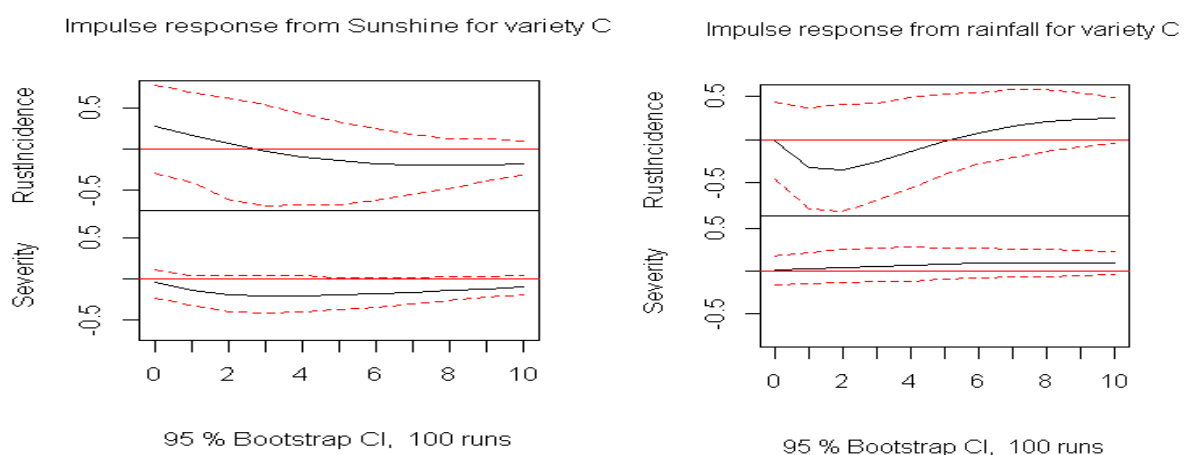 Impulse response from Sunshine for variety C
RustIncidence
0.5
-0.5
Severity
0.5
-0.5
0 2 4 6 8 10
95 % Bootstrap CI, 100 runs
Impulse response from rainfall for variety C
RustIncidence
0.5
-0.5
Severity
0.5
-0.5
0 2 4 6 8 10
95 % Bootstrap CI, 100 runs